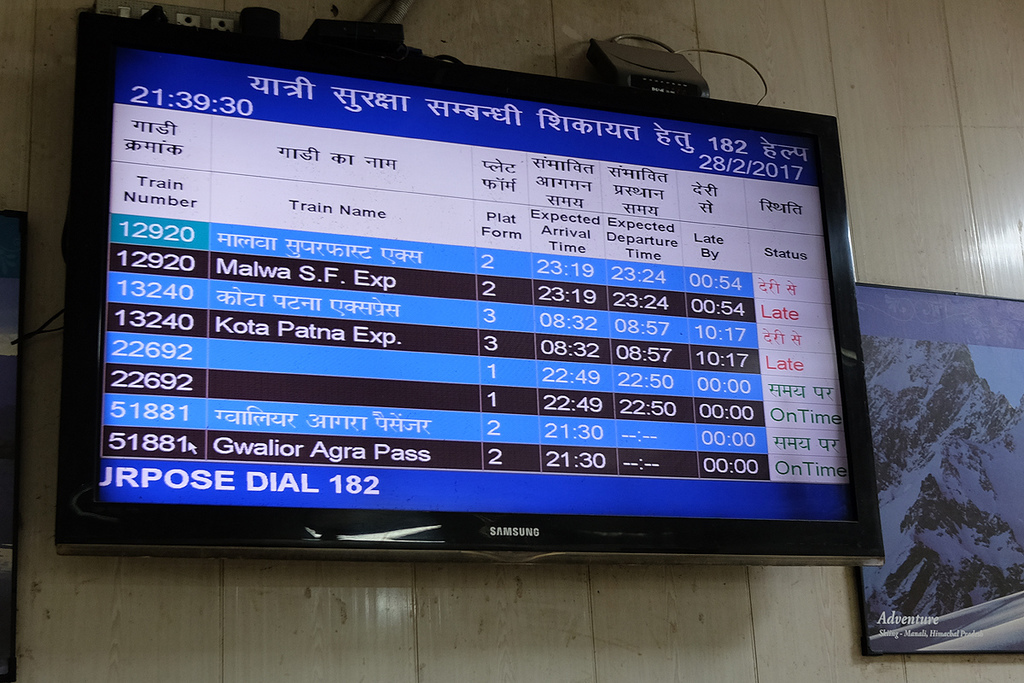 यात्री सुरक्षा सम्बन्धी शिकायत हेतु 182 हेल्प
21:39:30 28/2/2017
गाडी क्रमांक गाडी का नाम प्लेट फॉर्म संभावित आगमन समय संभावित प्रस्थान समय देरी से स्थिति
Train Number Train Name Plat Form Expected Arrival Time Expected Departure Time Late By Status
12920 मालवा सुपरफास्ट एक्स 2 23:19 23:24 00:54 देरी से
12920 Malwa S.F. Exp 2 23:19 23:24 00:54 Late
13240 कोटा पटना एक्सप्रेस 3 08:32 08:57 10:17 देरी से
13240 Kota Patna Exp. 3 08:32 08:57 10:17 Late
22692 1 22:49 22:50 00:00 समय पर
22692 1 22:49 22:50 00:00 OnTime
51881 ग्वालियर आगरा पैसेंजर 2 21:30 --:-- 00:00 समय पर
51881 Gwalior Agra Pass 2 21:30 --:-- 00:00 OnTime
URPOSE DIAL 182
SAMSUNG
Adventure
Skiing - Manali, Himachal Pradesh